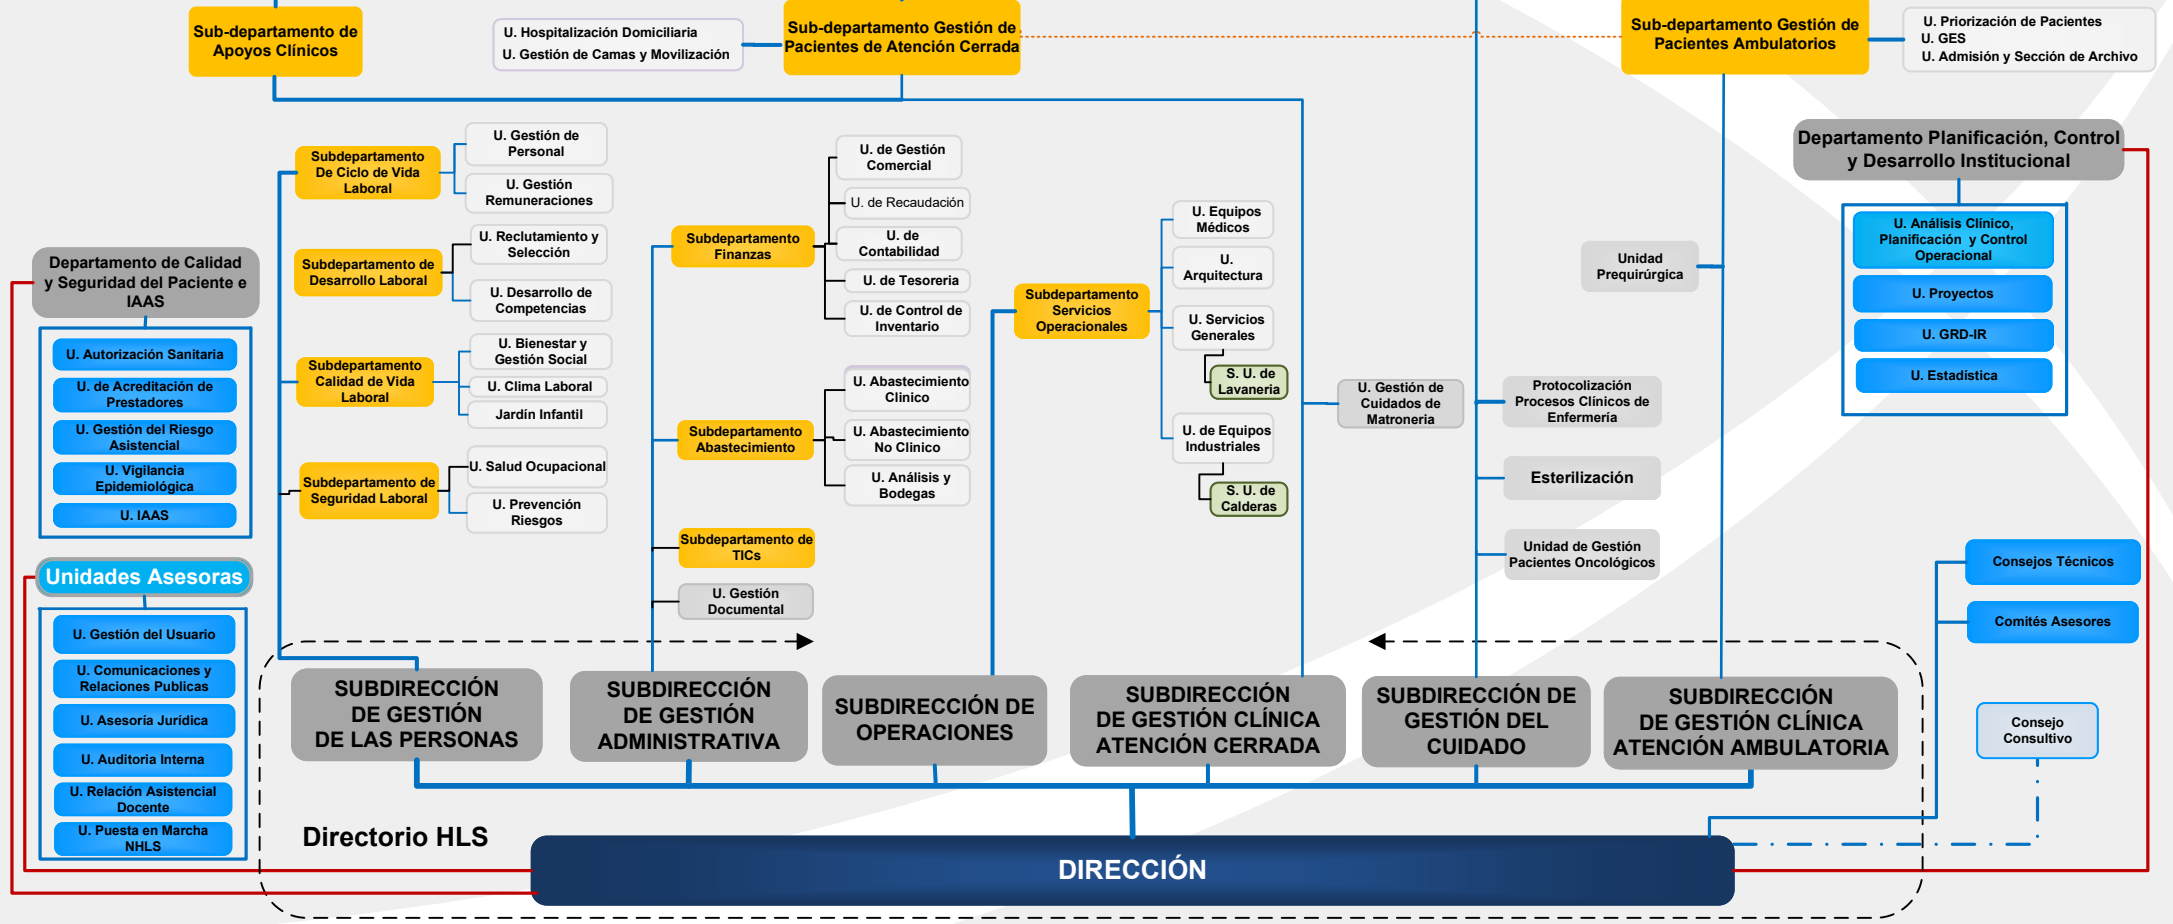 Sub-departamento de
Apoyos Clínicos
U. Hospitalización Domiciliaria
U. Gestión de Camas y Movilización
Sub-departamento Gestión de
Pacientes de Atención Cerrada
Sub-departamento Gestión de
Pacientes Ambulatorios
U. Priorización de Pacientes
U. GES
U. Admisión y Sección de Archivo
Departamento de Calidad
y Seguridad del Paciente e
IAAS
U. Autorización Sanitaria
U. de Acreditación de
Prestadores
U. Gestión del Riesgo
Asistencial
U. Vigilancia
Epidemiológica
U. IAAS
Unidades Asesoras
U. Gestión del Usuario
U. Comunicaciones y
Relaciones Publicas
U. Asesoría Jurídica
U. Auditoria Interna
U. Relación Asistencial
Docente
U. Puesta en Marcha
NHLS
Subdepartamento
De Ciclo de Vida
Laboral
U. Gestión de
Personal
U. Gestión
Remuneraciones
Subdepartamento de
Desarrollo Laboral
U. Reclutamiento y
Selección
U. Desarrollo de
Competencias
Subdepartamento
Calidad de Vida
Laboral
U. Bienestar y
Gestión Social
U. Clima Laboral
Jardín Infantil
Subdepartamento de
Seguridad Laboral
U. Salud Ocupacional
U. Prevención
Riesgos
Subdepartamento
Finanzas
U. de Gestión
Comercial
U. de Recaudación
U. de
Contabilidad
U. de Tesoreria
U. de Control de
Inventario
Subdepartamento
Abastecimiento
U. Abastecimiento
Clinico
U. Abastecimiento
No Clinico
U. Análisis y
Bodegas
Subdepartamento de
TICs
U. Gestión
Documental
Subdepartamento
Servicios
Operacionales
U. Equipos
Médicos
U.
Arquitectura
U. Servicios
Generales
S. U. de
Lavaneria
U. de Equipos
Industriales
S. U. de
Calderas
U. Gestión de
Cuidados de
Matroneria
Protocolización
Procesos Clínicos de
Enfermería
Esterilización
Unidad de Gestión
Pacientes Oncológicos
Unidad
Prequirúrgica
Departamento Planificación, Control
y Desarrollo Institucional
U. Análisis Clínico,
Planificación y Control
Operacional
U. Proyectos
U. GRD-IR
U. Estadística
Consejos Técnicos
Comités Asesores
Consejo
Consultivo
SUBDIRECCIÓN
DE GESTIÓN
DE LAS PERSONAS
SUBDIRECCIÓN
DE GESTIÓN
ADMINISTRATIVA
SUBDIRECCIÓN DE
OPERACIONES
SUBDIRECCIÓN
DE GESTIÓN CLÍNICA
ATENCIÓN CERRADA
SUBDIRECCIÓN DE
GESTIÓN DEL
CUIDADO
SUBDIRECCIÓN
DE GESTIÓN CLÍNICA
ATENCIÓN AMBULATORIA
Directorio HLS
DIRECCIÓN